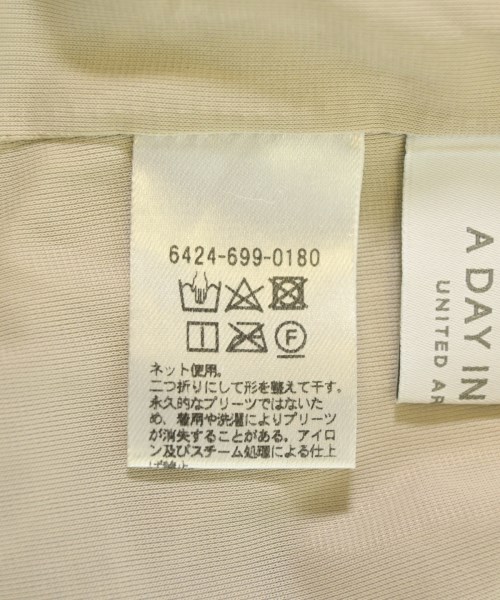 6424-699-0180
ネット使用。
二つ折りにして形を整えて干す。
永久的なプリーツではないた
め、着用や洗濯によりプリーツ
が消失することがある。アイロ
ン及びスチーム処理による仕上
げ禁止
F
A DAY IN
UNITED AR